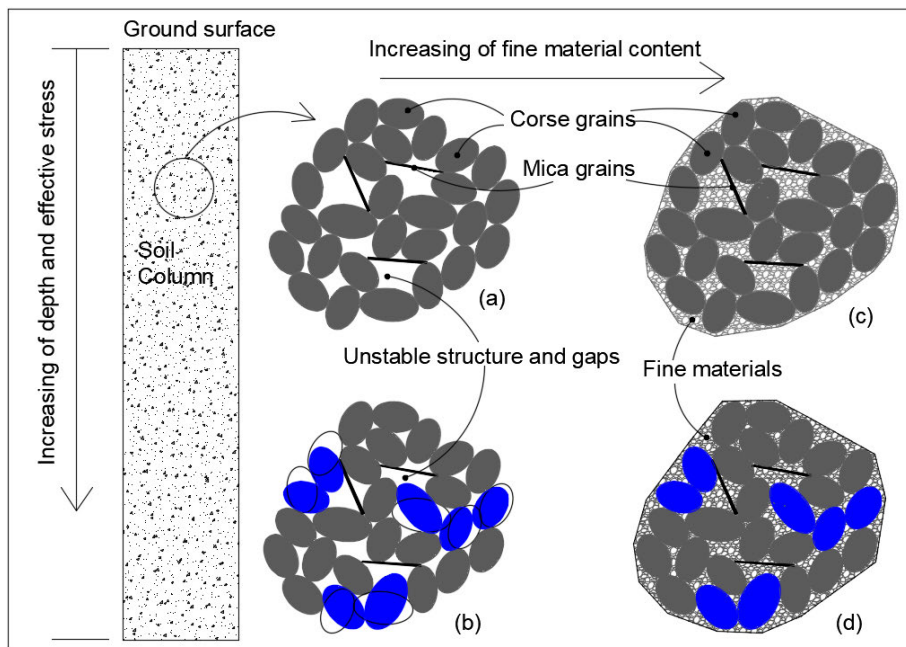 Ground surface
Increasing of depth and effective stress
Soil
Column
Increasing of fine material content
Corse grains
Mica grains
(a)
(c)
Unstable structure and gaps
Fine materials
(b)
(d)